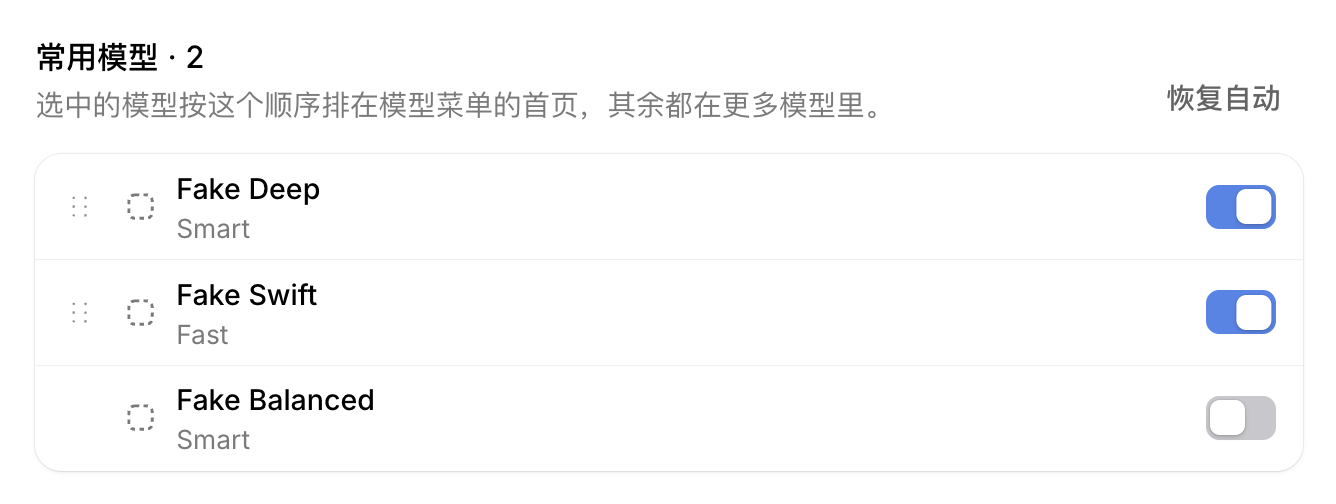 常用模型 · 2
选中的模型按这个顺序排在模型菜单的首页，其余都在更多模型里。
恢复自动
Fake Deep
Smart
Fake Swift
Fast
Fake Balanced
Smart